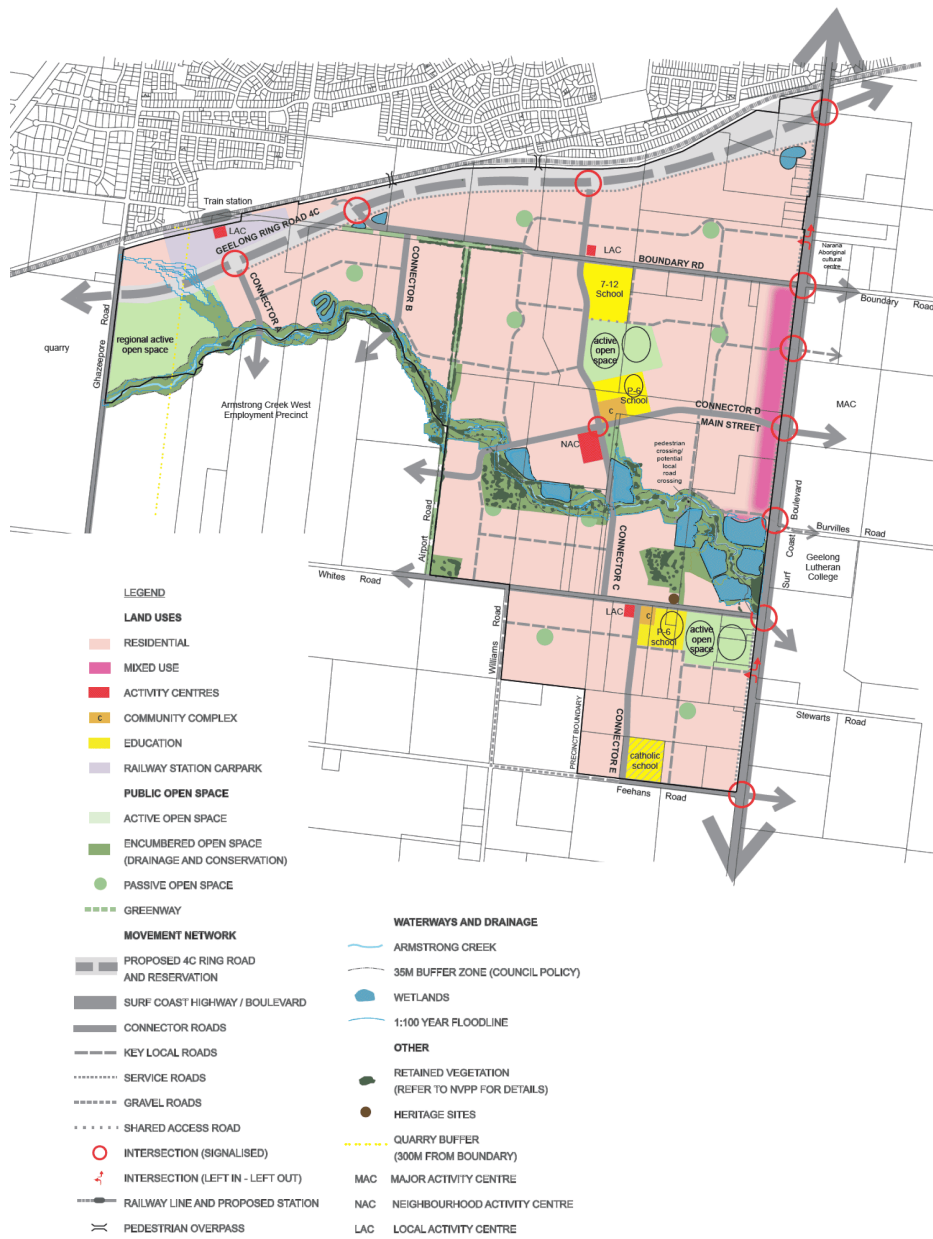 Train station
LAC
GEELONG RING ROAD 4C
Ghazeepore Road
quarry
regional active
open space
CONNECTOR A
CONNECTOR B
Armstrong Creek West
Employment Precinct
LAC
BOUNDARY RD
Narana
Aboriginal
cultural
centre
Boundary Road
7-12
School
active
open
space
P-6
School
c
CONNECTOR D
MAIN STREET
MAC
NAC
pedestrian
crossing/
potential
local
road
crossing
Surf Coast Boulevard
Burvilles Road
Geelong
Lutheran
College
Airport Road
CONNECTOR C
Whites Road
LAC
c
P-6
school
active
open
space
Williams Road
PRECINCT BOUNDARY
CONNECTOR E
Stewarts Road
catholic
school
Feehans Road
LEGEND
LAND USES
RESIDENTIAL
MIXED USE
ACTIVITY CENTRES
c COMMUNITY COMPLEX
EDUCATION
RAILWAY STATION CARPARK
PUBLIC OPEN SPACE
ACTIVE OPEN SPACE
ENCUMBERED OPEN SPACE
(DRAINAGE AND CONSERVATION)
PASSIVE OPEN SPACE
GREENWAY
MOVEMENT NETWORK
PROPOSED 4C RING ROAD
AND RESERVATION
SURF COAST HIGHWAY / BOULEVARD
CONNECTOR ROADS
KEY LOCAL ROADS
SERVICE ROADS
GRAVEL ROADS
SHARED ACCESS ROAD
INTERSECTION (SIGNALISED)
INTERSECTION (LEFT IN - LEFT OUT)
RAILWAY LINE AND PROPOSED STATION
PEDESTRIAN OVERPASS
WATERWAYS AND DRAINAGE
ARMSTRONG CREEK
35M BUFFER ZONE (COUNCIL POLICY)
WETLANDS
1:100 YEAR FLOODLINE
OTHER
RETAINED VEGETATION
(REFER TO NVPP FOR DETAILS)
HERITAGE SITES
QUARRY BUFFER
(300M FROM BOUNDARY)
MAC MAJOR ACTIVITY CENTRE
NAC NEIGHBOURHOOD ACTIVITY CENTRE
LAC LOCAL ACTIVITY CENTRE